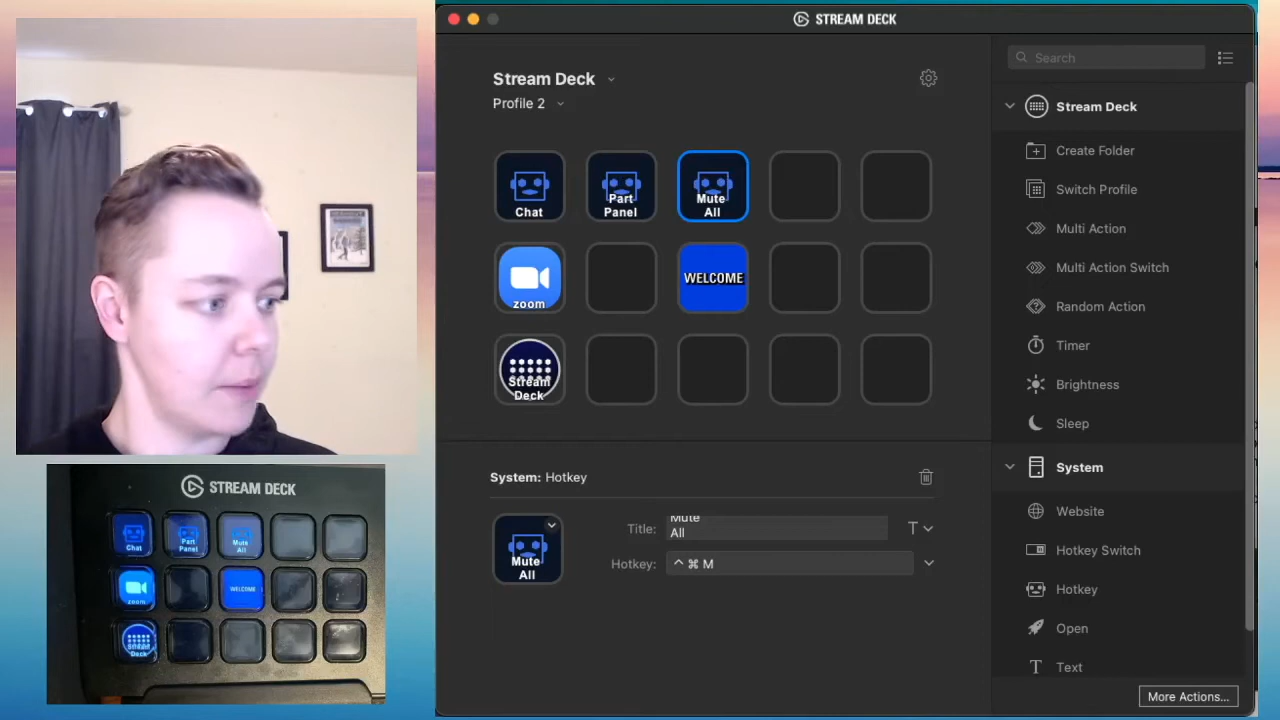 STREAM DECK
Stream Deck
Profile 2
Search
Chat
Part
Panel
Mute
All
zoom
WELCOME
Stream
Deck
System: Hotkey
Mute
All
Title:
Mute
All
T
Hotkey:
^ ⌘ M
Stream Deck
Create Folder
Switch Profile
Multi Action
Multi Action Switch
Random Action
Timer
Brightness
Sleep
System
Website
Hotkey Switch
Hotkey
Open
T Text
More Actions...
STREAM DECK
Chat
Part
Panel
Mute
All
zoom
WELCOME
Stream
Deck